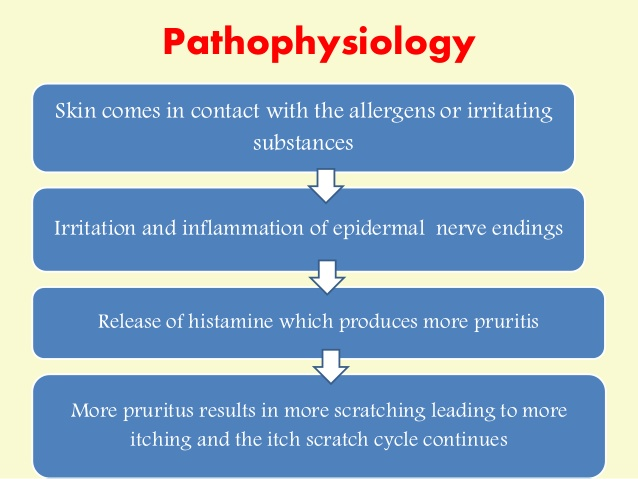 Pathophysiology
Skin comes in contact with the allergens or irritating
substances
Irritation and inflammation of epidermal nerve endings
Release of histamine which produces more pruritis
More pruritus results in more scratching leading to more
itching and the itch scratch cycle continues